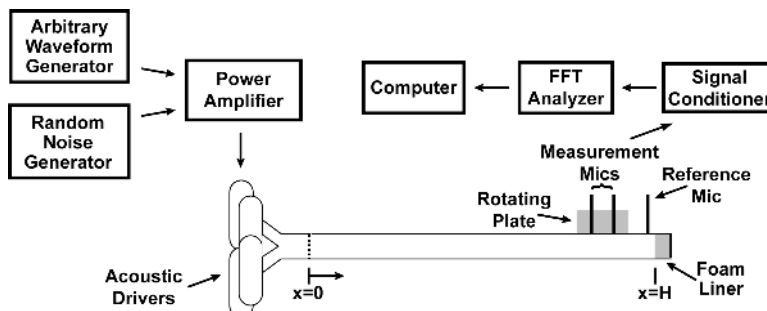 Arbitrary
Waveform
Generator
Random
Noise
Generator
Power
Amplifier
Computer
FFT
Analyzer
Signal
Conditioner
Measurement
Mics
Reference
Mic
Rotating
Plate
Acoustic
Drivers
x=0
x=H
Foam
Liner